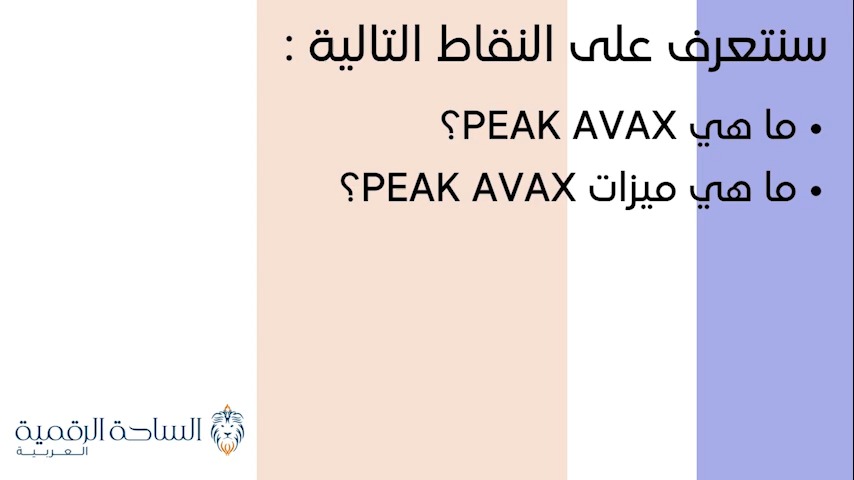 سنتعرف على النقاط التالية :
• ما هي PEAK AVAX؟
• ما هي ميزات PEAK AVAX؟
الساحة الرقمية
العربية